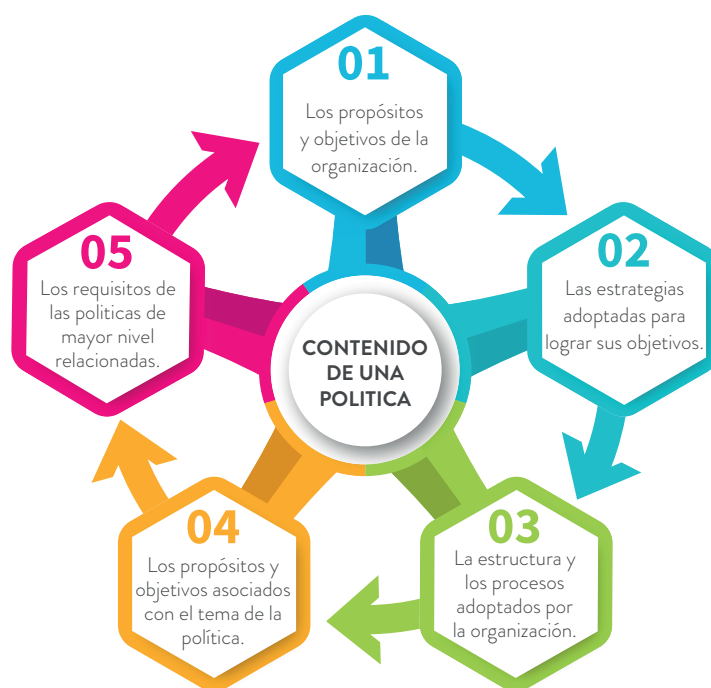 01
Los propósitos
y objetivos de la
organización.
02
Las estrategias
adoptadas para
lograr sus objetivos.
03
La estructura y
los procesos
adoptados por
la organización.
04
Los propósitos y
objetivos asociados
con el tema de la
política.
05
Los requisitos de
las politicas de
mayor nivel
relacionadas.
CONTENIDO
DE UNA
POLITICA